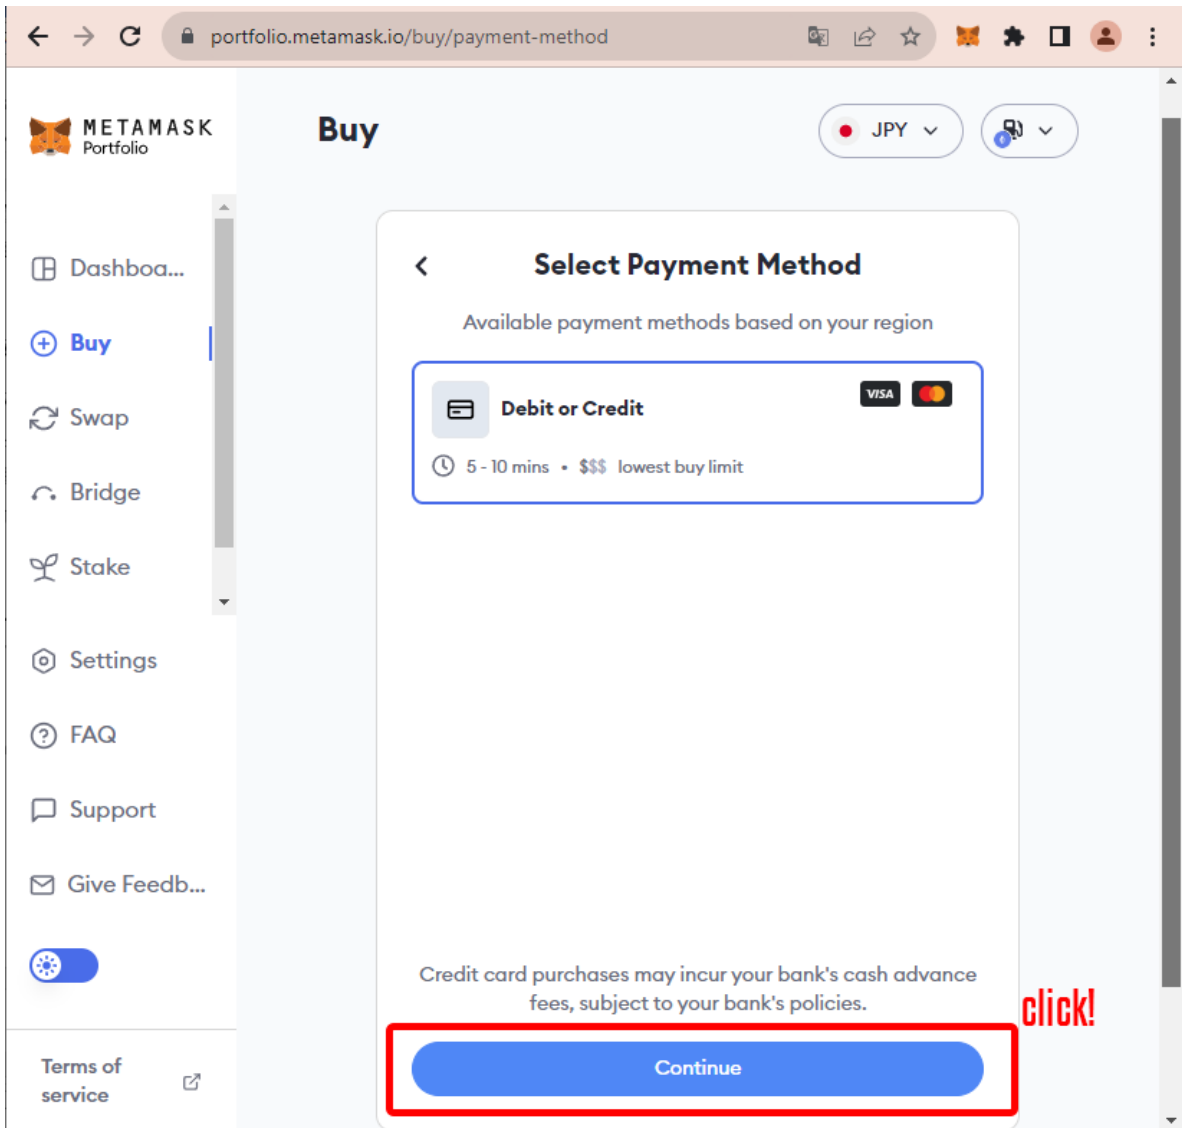 portfolio.metamask.io/buy/payment-method
METAMASK
Portfolio
Buy
JPY
Dashboa...
Buy
Swap
Bridge
Stake
Settings
FAQ
Support
Give Feedb...
Terms of
service
Select Payment Method
Available payment methods based on your region
Debit or Credit
VISA
5 - 10 mins • $$$ lowest buy limit
Credit card purchases may incur your bank's cash advance
fees, subject to your bank's policies.
click!
Continue